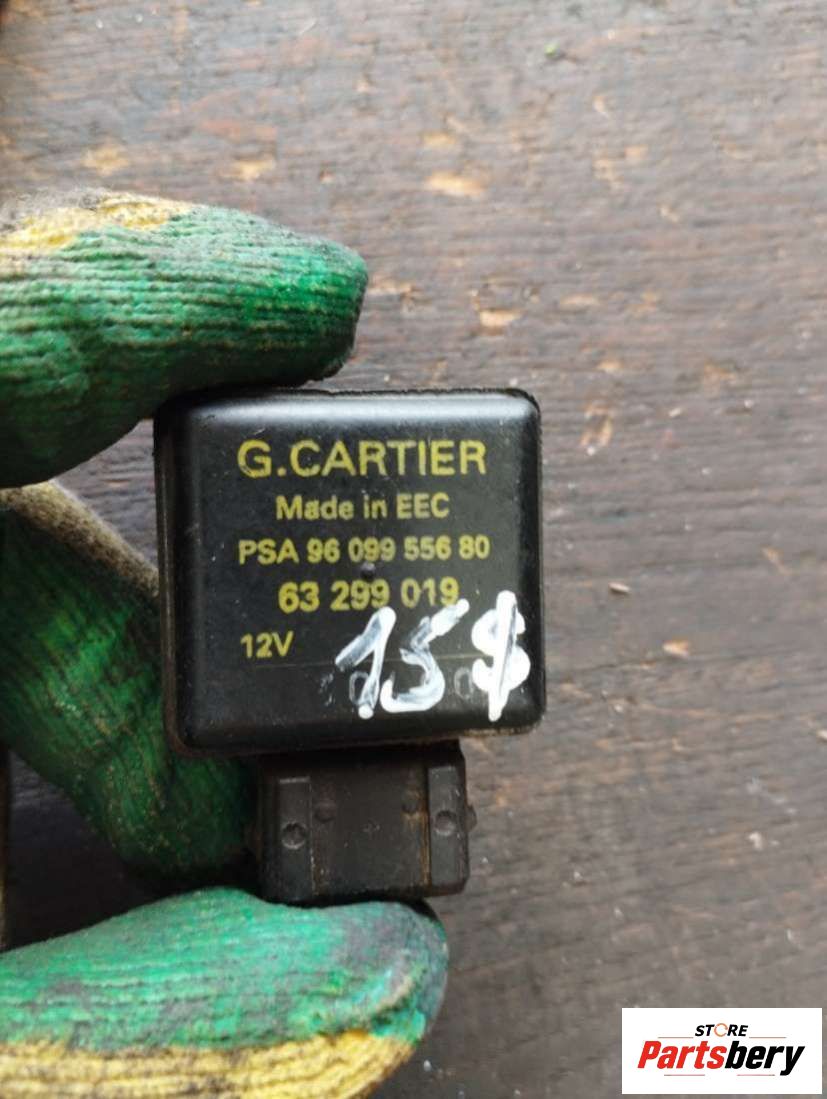 G.CARTIER
Made in EEC
PSA 96 099 556 80
63 299 019
12V
15$
STORE
Partsbery